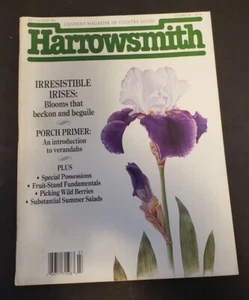 CANADA'S MAGAZINE OF COUNTRY LIVING
Harrowsmith
IRRESISTIBLE
IRISES:
Blooms that
beckon and beguile
PORCH PRIMER:
An introduction
to verandahs
PLUS
• Special Possessions
• Fruit-Stand Fundamentals
• Picking Wild Berries
• Substantial Summer Salads